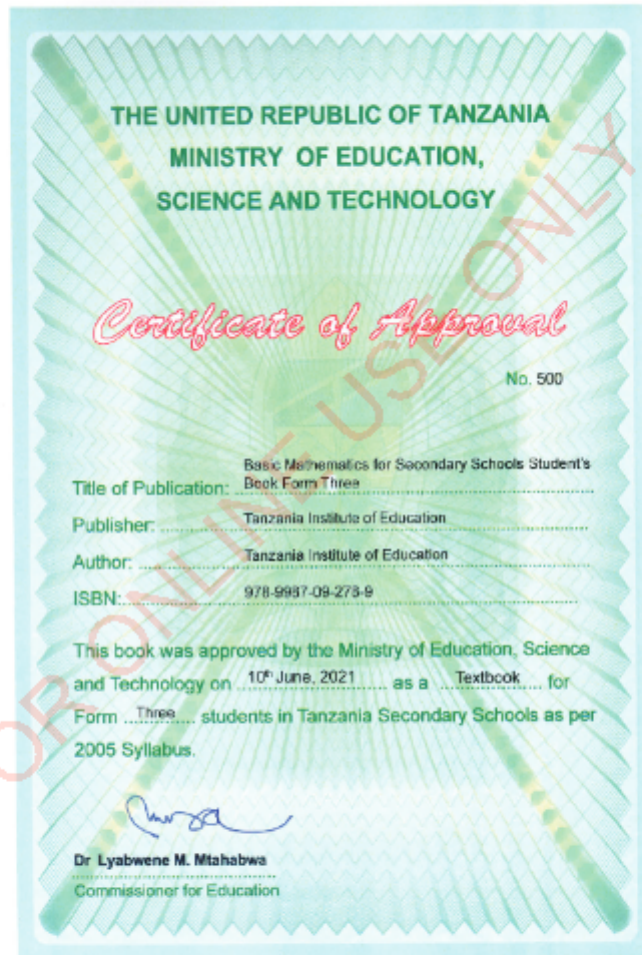 THE UNITED REPUBLIC OF TANZANIA
MINISTRY OF EDUCATION,
SCIENCE AND TECHNOLOGY
Certificate of Approval
No. 500
Title of Publication: Basic Mathematics for Secondary Schools Student's
Book Form Three
Publisher: Tanzania Institute of Education
Author: Tanzania Institute of Education
ISBN: 978-9987-09-276-9
This book was approved by the Ministry of Education, Science
and Technology on 10th June, 2021 as a Textbook for
Form Three students in Tanzania Secondary Schools as per
2005 Syllabus.
Dr Lyabwene M. Mtahabwa
Commissioner for Education
FOR ONLINE USE ONLY